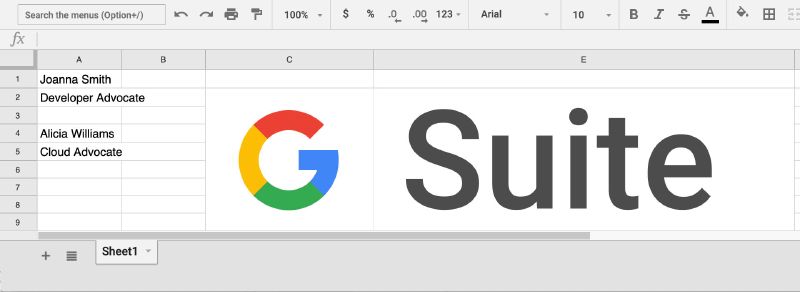 Search the menus (Option+/) 100% $ % .0 .00 123 Arial 10 B I S A
fx
A B C E
1 Joanna Smith
2 Developer Advocate
3
4 Alicia Williams
5 Cloud Advocate
6
7
8
9
G Suite
+ Sheet1